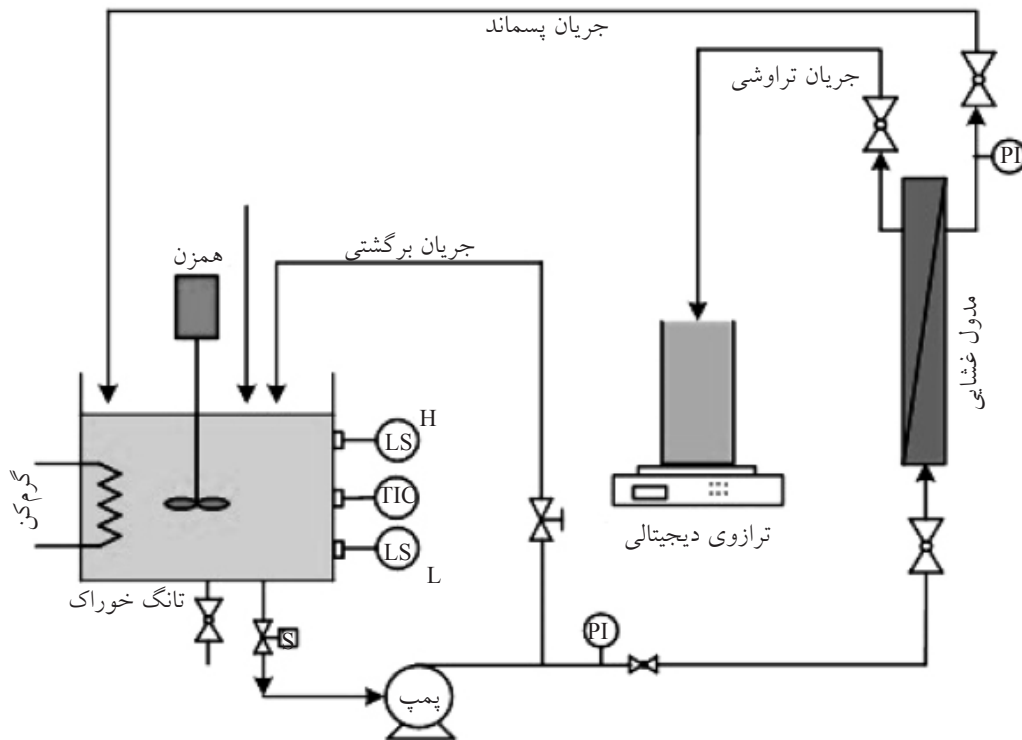 جریان پسماند
جریان تراوشی
PI
جریان برگشتی
همزن
مدول غشایی
H
LS
TIC
LS
L
گرم‌کن
ترازوی دیجیتالی
تانگ خوراک
S
PI
پمپ